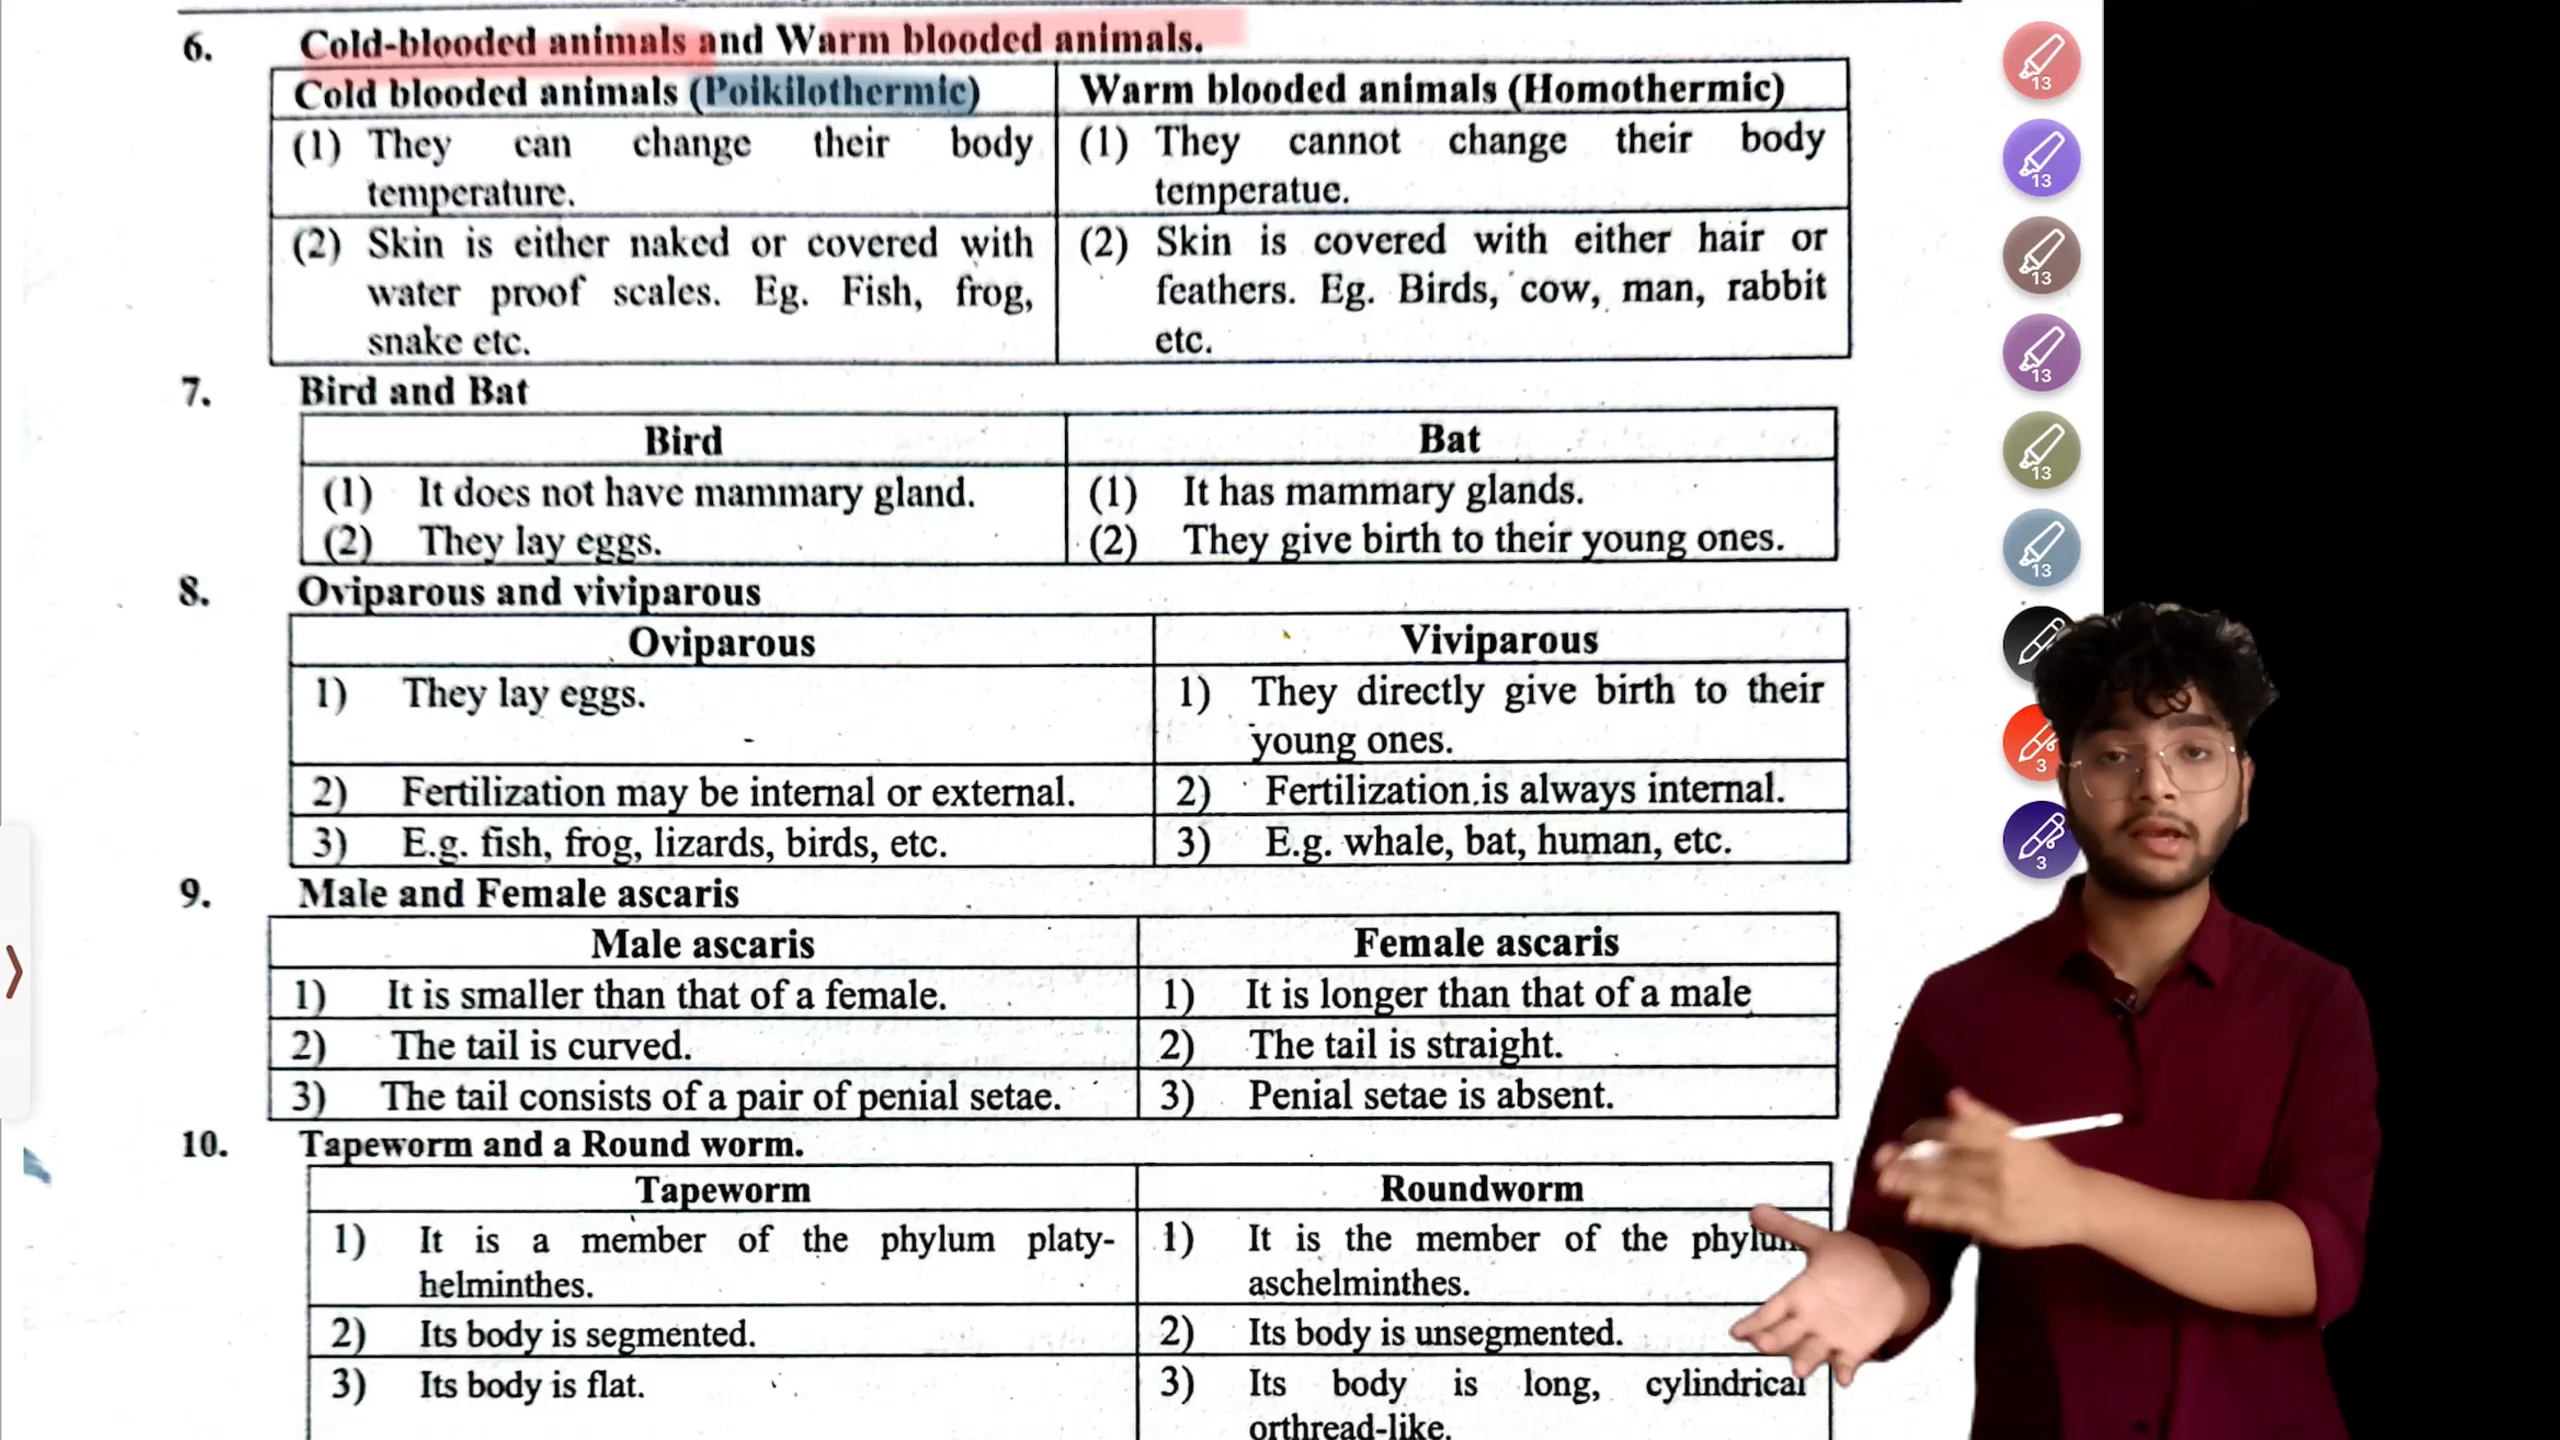 6. Cold-blooded animals and Warm blooded animals.
Cold blooded animals (Poikilothermic) Warm blooded animals (Homothermic)
(1) They can change their body (1) They cannot change their body
temperature. temperatue.
(2) Skin is either naked or covered with (2) Skin is covered with either hair or
water proof scales. Eg. Fish, frog, feathers. Eg. Birds, cow, man, rabbit
snake etc. etc.
7. Bird and Bat
Bird Bat
(1) It does not have mammary gland. (1) It has mammary glands.
(2) They lay eggs. (2) They give birth to their young ones.
8. Oviparous and viviparous
Oviparous Viviparous
1) They lay eggs. 1) They directly give birth to their
young ones.
2) Fertilization may be internal or external. 2) Fertilization is always internal.
3) E.g. fish, frog, lizards, birds, etc. 3) E.g. whale, bat, human, etc.
9. Male and Female ascaris
Male ascaris Female ascaris
1) It is smaller than that of a female. 1) It is longer than that of a male
2) The tail is curved. 2) The tail is straight.
3) The tail consists of a pair of penial setae. 3) Penial setae is absent.
10. Tapeworm and a Round worm.
Tapeworm Roundworm
1) It is a member of the phylum platy- 1) It is the member of the phylum
helminthes. aschelminthes.
2) Its body is segmented. 2) Its body is unsegmented.
3) Its body is flat. 3) Its body is long, cylindrical
orthread-like.
13
13
13
13
13
13
3
3